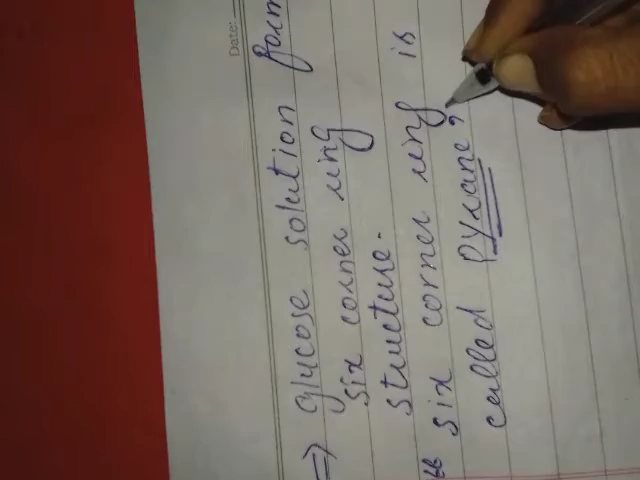 Date:
⇒ glucose solution form
six corner ring
structure.
“ six corner ring is
called pyrane”